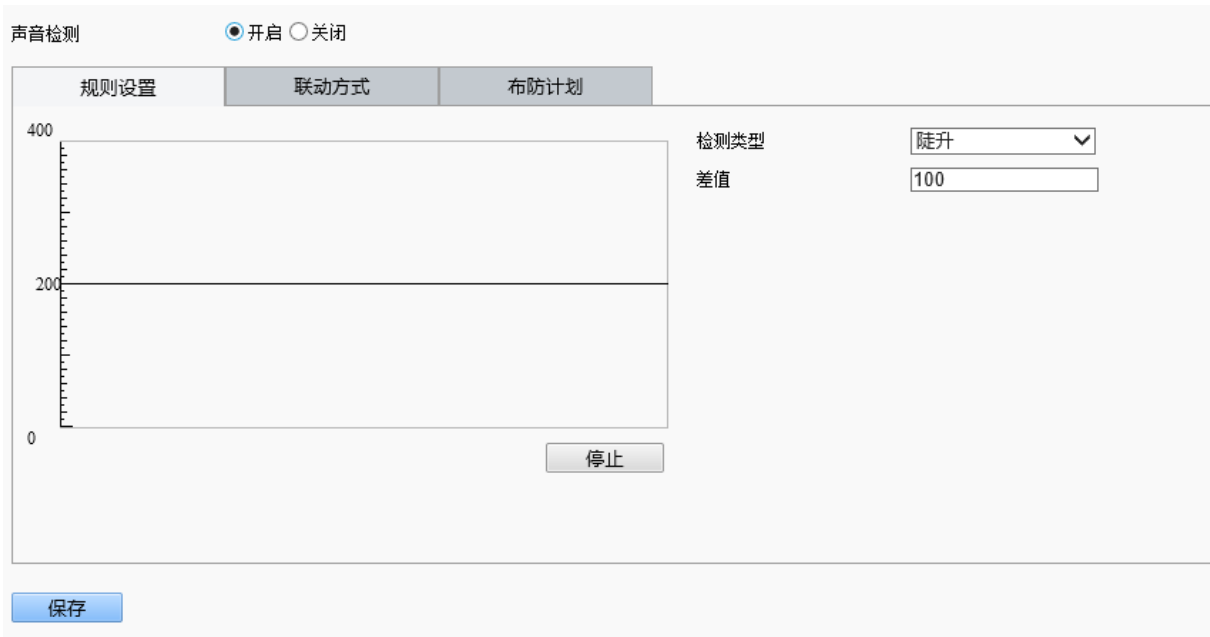 声音检测 开启 关闭
规则设置 联动方式 布防计划
400
检测类型 陡升
差值 100
200
0
停止
保存